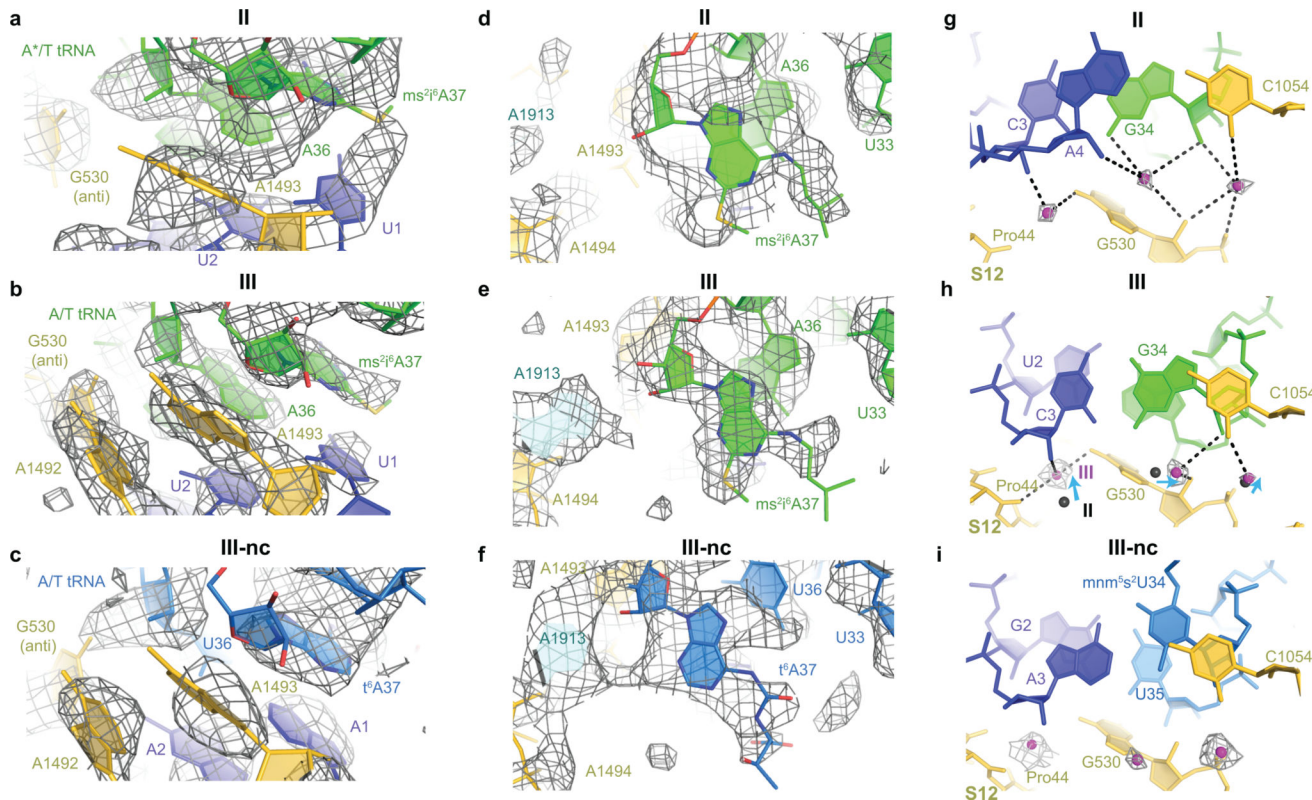 a
II
A*/T tRNA
ms²i⁶A37
A36
G530
(anti)
A1493
U1
U2
b
III
A/T tRNA
G530
(anti)
ms²i⁶A37
A36
A1493
A1492
U1
U2
c
III-nc
A/T tRNA
G530
(anti)
U36
t⁶A37
A1493
A2
A1
A1492
d
II
A36
A1913
A1493
U33
A1494
ms²i⁶A37
e
III
A1493
A36
A1913
U33
A1494
ms²i⁶A37
f
III-nc
A1493
U36
A1913
U33
t⁶A37
A1494
g
II
C1054
C3
G34
A4
Pro44
G530
S12
h
III
U2
G34
C1054
C3
Pro44
III
G530
S12
II
i
III-nc
mnm⁵s²U34
G2
A3
C1054
U35
Pro44
G530
S12